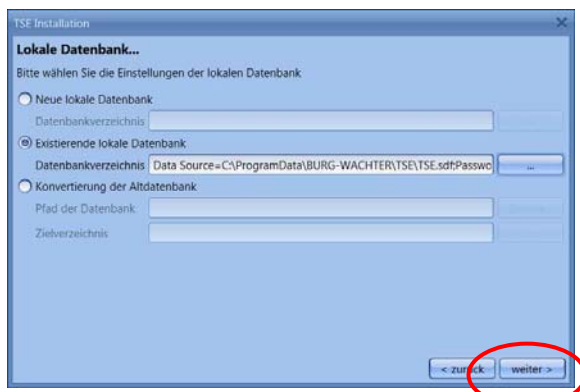 TSE Installation
Lokale Datenbank...
Bitte wählen Sie die Einstellungen der lokalen Datenbank
Neue lokale Datenbank
Datenbankverzeichnis
Existierende lokale Datenbank
Datenbankverzeichnis Data Source=C:\ProgramData\BURG-WACHTER\TSE\TSE.sdf;Passwo ...
Konvertierung der Altdatenbank
Pfad der Datenbank
Zielverzeichnis
< zurück weiter >